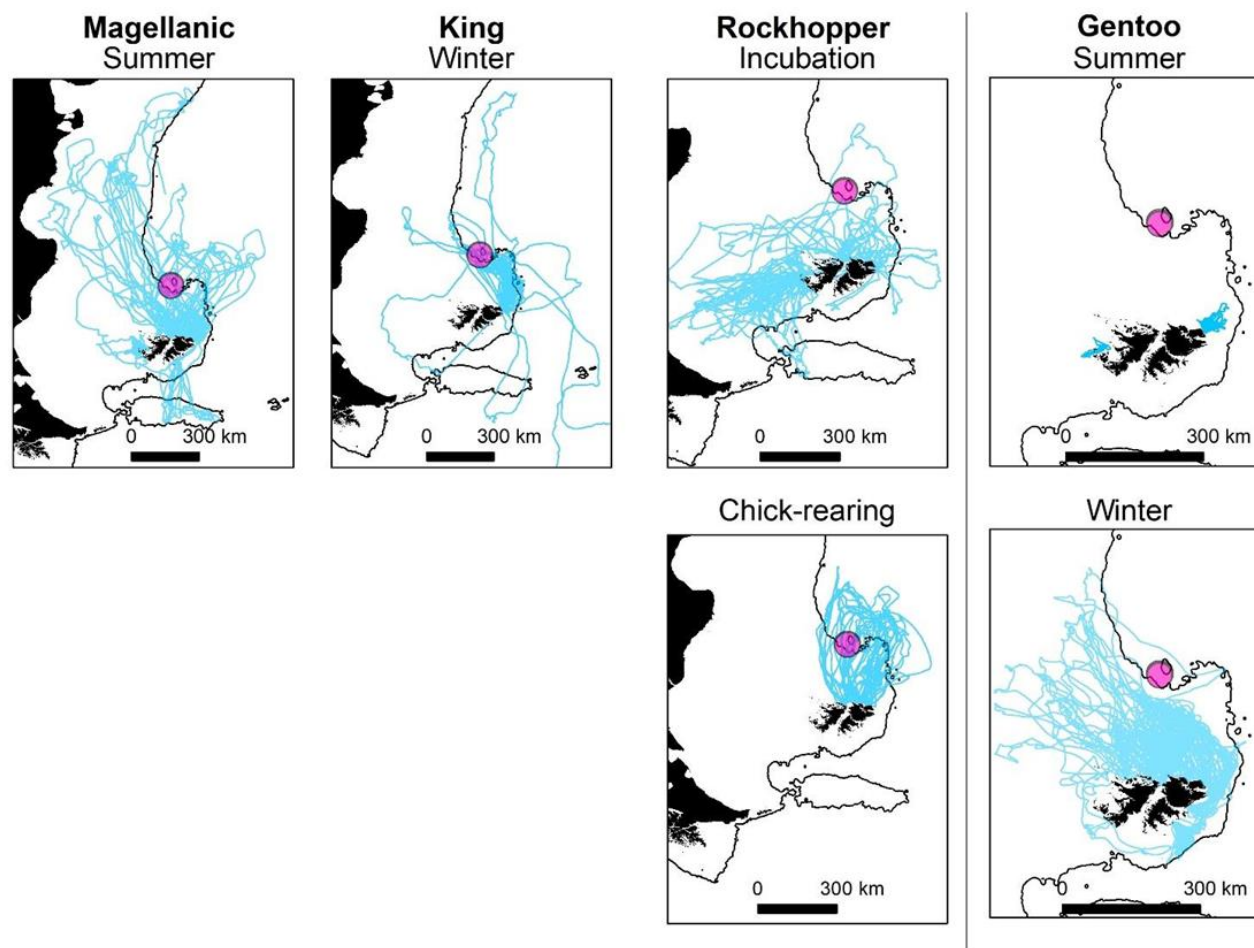 Magellanic
Summer
King
Winter
Rockhopper
Incubation
Gentoo
Summer
0 300 km
0 300 km
0 300 km
0 300 km
Chick-rearing
Winter
0 300 km
0 300 km